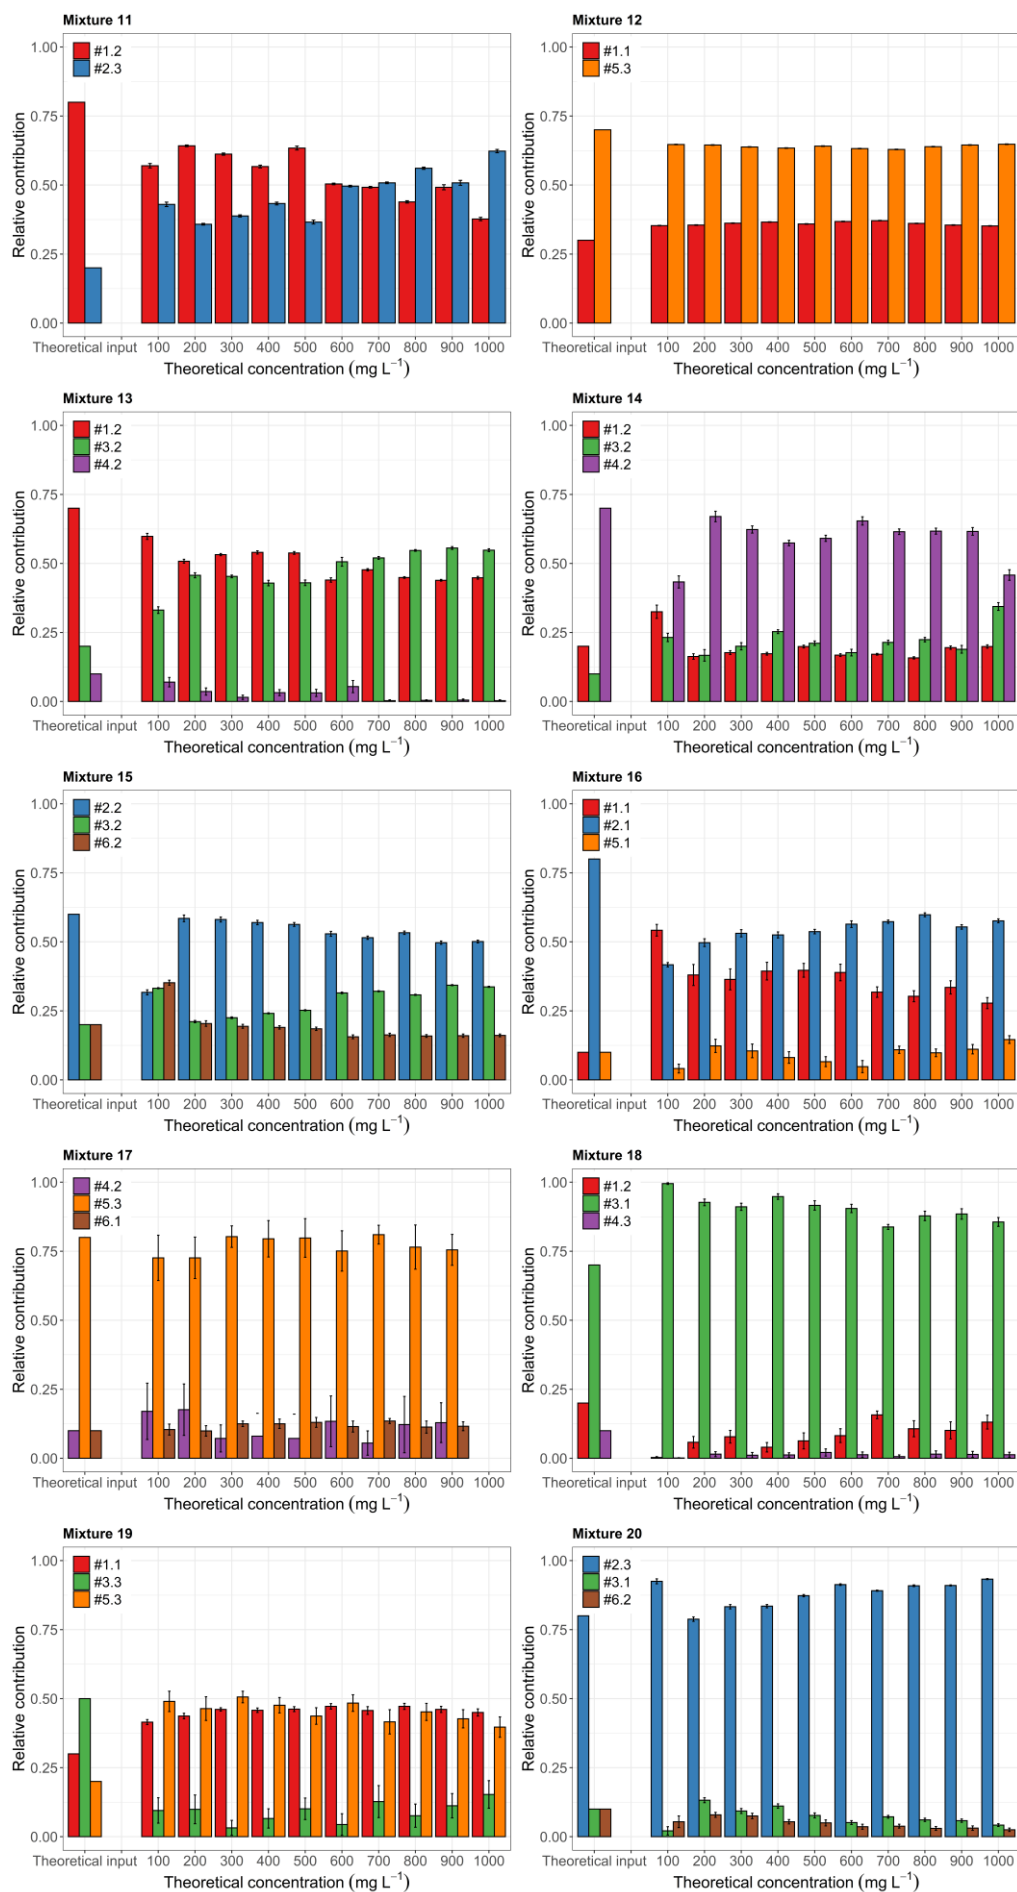 Mixture 11
#1.2
#2.3
1.00
0.75
0.50
0.25
0.00
Relative contribution
Theoretical input 100 200 300 400 500 600 700 800 900 1000
Theoretical concentration (mg L⁻¹)
Mixture 12
#1.1
#5.3
1.00
0.75
0.50
0.25
0.00
Relative contribution
Theoretical input 100 200 300 400 500 600 700 800 900 1000
Theoretical concentration (mg L⁻¹)
Mixture 13
#1.2
#3.2
#4.2
1.00
0.75
0.50
0.25
0.00
Relative contribution
Theoretical input 100 200 300 400 500 600 700 800 900 1000
Theoretical concentration (mg L⁻¹)
Mixture 14
#1.2
#3.2
#4.2
1.00
0.75
0.50
0.25
0.00
Relative contribution
Theoretical input 100 200 300 400 500 600 700 800 900 1000
Theoretical concentration (mg L⁻¹)
Mixture 15
#2.2
#3.2
#6.2
1.00
0.75
0.50
0.25
0.00
Relative contribution
Theoretical input 100 200 300 400 500 600 700 800 900 1000
Theoretical concentration (mg L⁻¹)
Mixture 16
#1.1
#2.1
#5.1
1.00
0.75
0.50
0.25
0.00
Relative contribution
Theoretical input 100 200 300 400 500 600 700 800 900 1000
Theoretical concentration (mg L⁻¹)
Mixture 17
#4.2
#5.3
#6.1
1.00
0.75
0.50
0.25
0.00
Relative contribution
Theoretical input 100 200 300 400 500 600 700 800 900 1000
Theoretical concentration (mg L⁻¹)
Mixture 18
#1.2
#3.1
#4.3
1.00
0.75
0.50
0.25
0.00
Relative contribution
Theoretical input 100 200 300 400 500 600 700 800 900 1000
Theoretical concentration (mg L⁻¹)
Mixture 19
#1.1
#3.3
#5.3
1.00
0.75
0.50
0.25
0.00
Relative contribution
Theoretical input 100 200 300 400 500 600 700 800 900 1000
Theoretical concentration (mg L⁻¹)
Mixture 20
#2.3
#3.1
#6.2
1.00
0.75
0.50
0.25
0.00
Relative contribution
Theoretical input 100 200 300 400 500 600 700 800 900 1000
Theoretical concentration (mg L⁻¹)